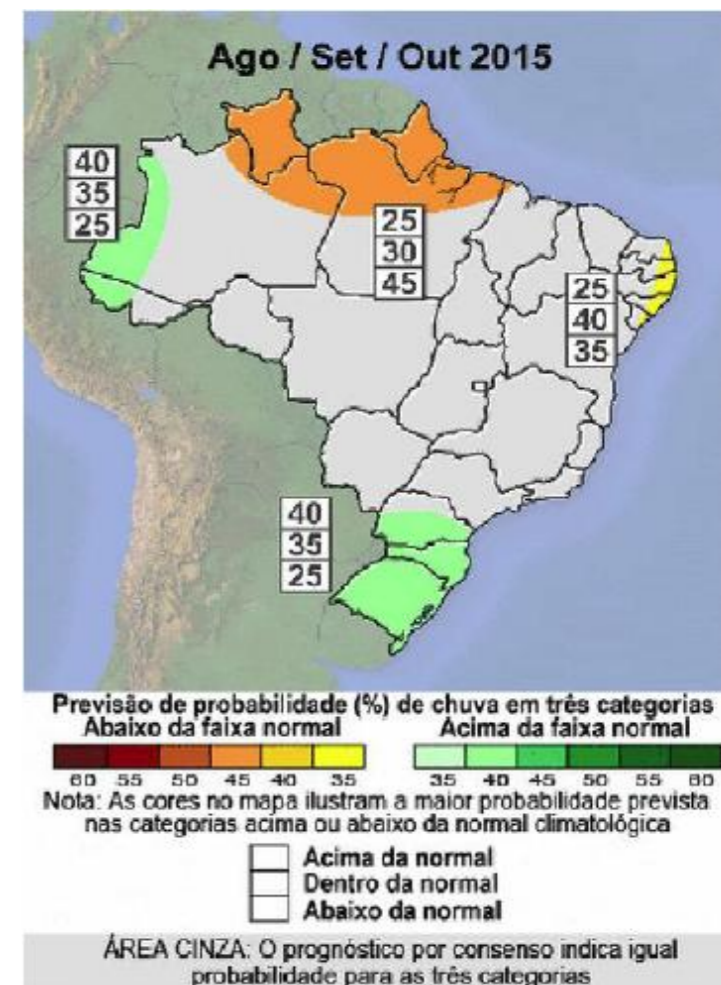 Ago / Set / Out 2015
40
35
25
25
30
45
25
40
35
40
35
25
Previsão de probabilidade (%) de chuva em três categorias
Abaixo da faixa normal Acima da faixa normal
60 55 50 45 40 35 35 40 45 50 55 60
Nota: As cores no mapa ilustram a maior probabilidade prevista
nas categorias acima ou abaixo da normal climatológica
Acima da normal
Dentro da normal
Abaixo da normal
ÁREA CINZA: O prognóstico por consenso indica igual
probabilidade para as três categorias